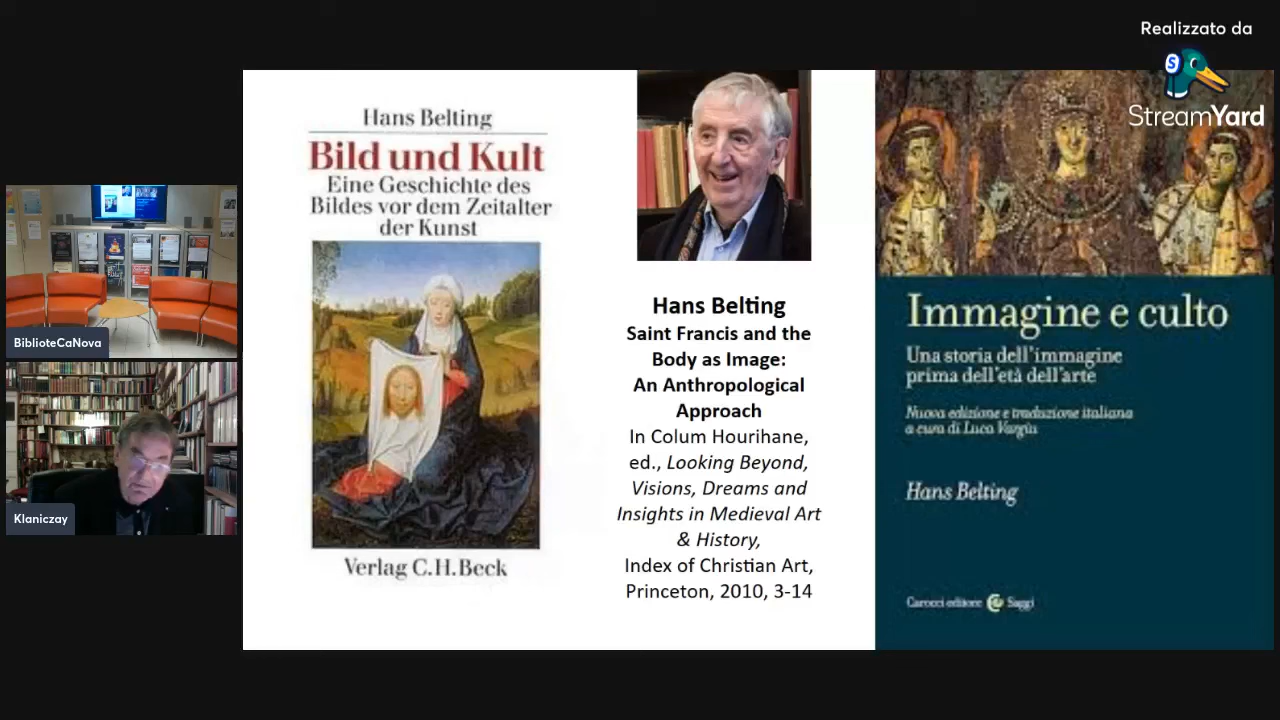 Realizzato da
StreamYard
BiblioteCaNova
Klaniczay
Hans Belting
Bild und Kult
Eine Geschichte des
Bildes vor dem Zeitalter
der Kunst
Verlag C.H.Beck
Hans Belting
Saint Francis and the
Body as Image:
An Anthropological
Approach
In Colum Hourihane,
ed., Looking Beyond,
Visions, Dreams and
Insights in Medieval Art
& History,
Index of Christian Art,
Princeton, 2010, 3-14
Immagine e culto
Una storia dell'immagine
prima dell'età dell'arte
Nuova edizione e traduzione italiana
a cura di Luca Vargiu
Hans Belting
Carocci editore Saggi